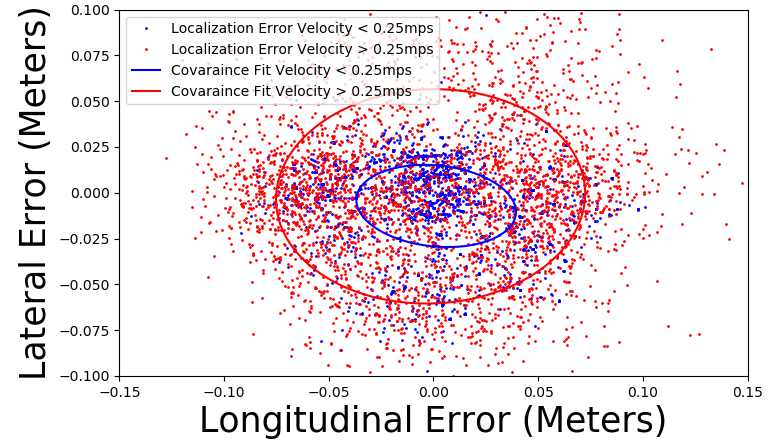 Localization Error Velocity < 0.25mps
Localization Error Velocity > 0.25mps
Covaraince Fit Velocity < 0.25mps
Covaraince Fit Velocity > 0.25mps
Lateral Error (Meters)
0.100
0.075
0.050
0.025
0.000
−0.025
−0.050
−0.075
−0.100
−0.15
−0.10
−0.05
0.00
0.05
0.10
0.15
Longitudinal Error (Meters)